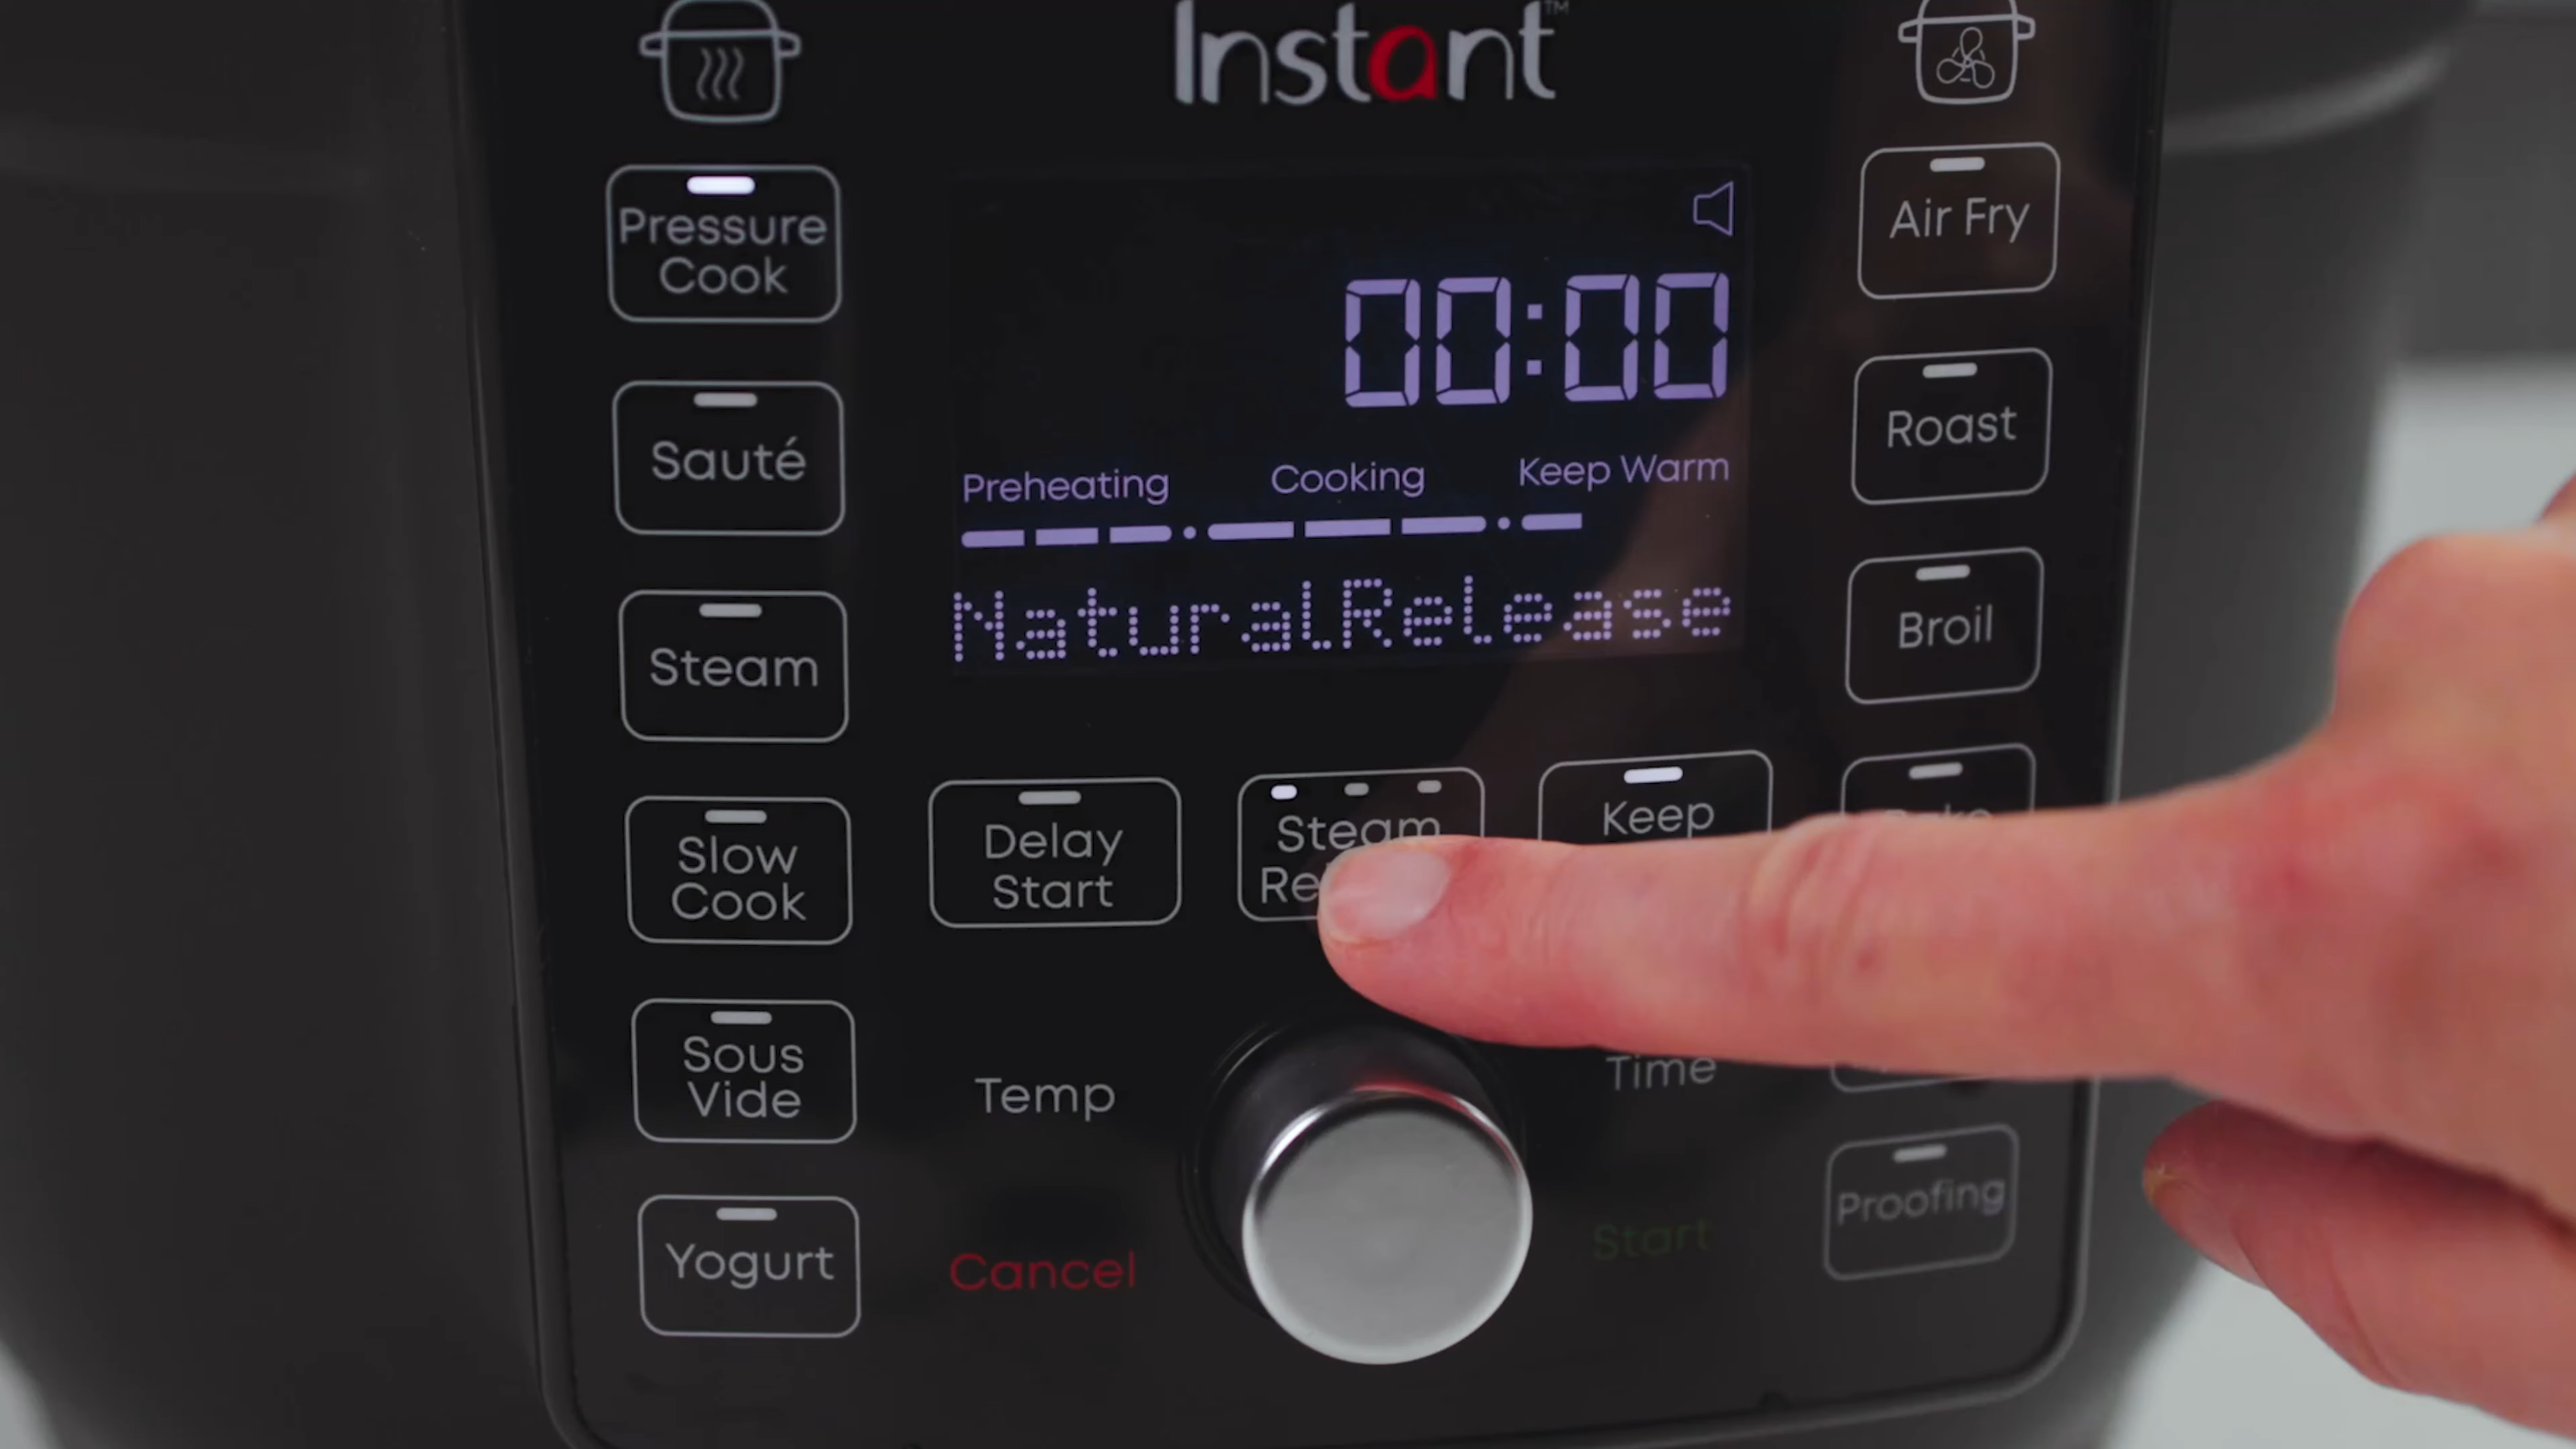 Instant™
Pressure
Cook
Sauté
Steam
Slow
Cook
Sous
Vide
Yogurt
00:00
Preheating
Cooking
Keep Warm
NaturalRelease
Delay
Start
Steam
Keep
Temp
Time
Cancel
Start
Air Fry
Roast
Broil
Proofing